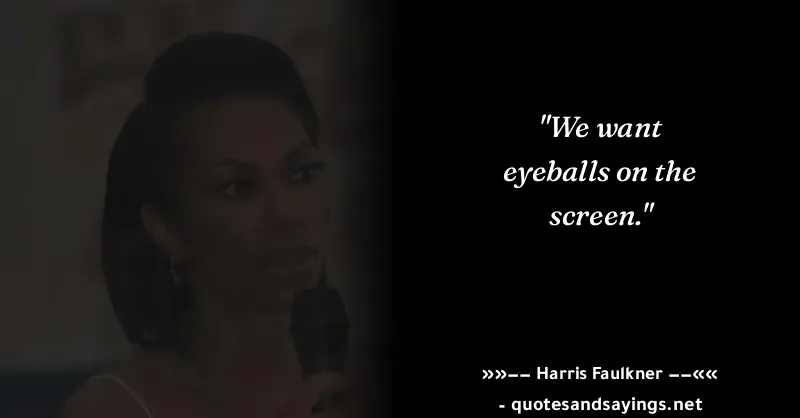 "We want
eyeballs on the
screen."
»»–– Harris Faulkner ––««
- quotesandsayings.net